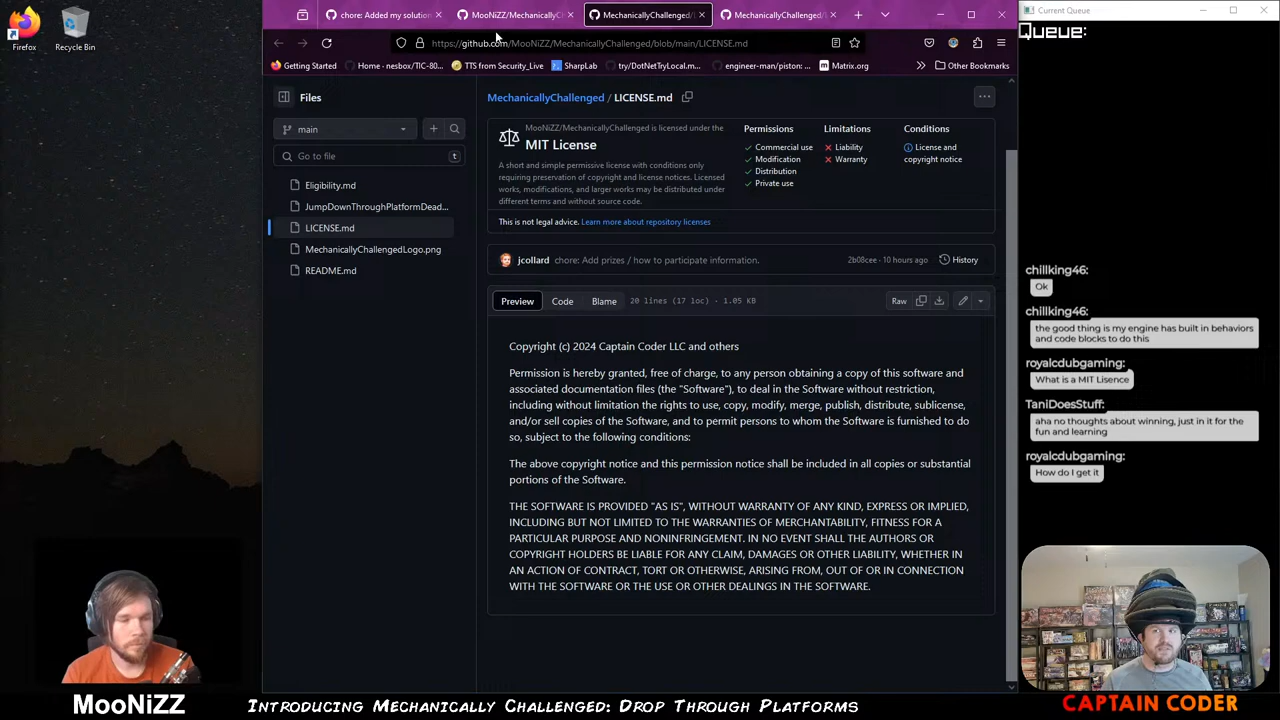 Firefox
Recycle Bin
chore: Added my solution
MooNiZZ/MechanicallyCh
MechanicallyChallenged/
MechanicallyChallenged/
https://github.com/MooNiZZ/MechanicallyChallenged/blob/main/LICENSE.md
Getting Started
Home - nesbox/TIC-80...
TTS from Security_Live
SharpLab
try/DotNetTryLocal.m...
engineer-man/piston: ...
Matrix.org
Other Bookmarks
Files
main
Go to file
t
Eligibility.md
JumpDownThroughPlatformDead...
LICENSE.md
MechanicallyChallengedLogo.png
README.md
MechanicallyChallenged / LICENSE.md
MooNiZZ/MechanicallyChallenged is licensed under the
MIT License
A short and simple permissive license with conditions only
requiring preservation of copyright and license notices. Licensed
works, modifications, and larger works may be distributed under
different terms and without source code.
Permissions
Commercial use
Modification
Distribution
Private use
Limitations
Liability
Warranty
Conditions
License and
copyright notice
This is not legal advice. Learn more about repository licenses
jcollard chore: Add prizes / how to participate information.
2b08cee · 10 hours ago
History
Preview
Code
Blame
20 lines (17 loc) · 1.05 KB
Raw
Copyright (c) 2024 Captain Coder LLC and others
Permission is hereby granted, free of charge, to any person obtaining a copy of this software and
associated documentation files (the "Software"), to deal in the Software without restriction,
including without limitation the rights to use, copy, modify, merge, publish, distribute, sublicense,
and/or sell copies of the Software, and to permit persons to whom the Software is furnished to do
so, subject to the following conditions:
The above copyright notice and this permission notice shall be included in all copies or substantial
portions of the Software.
THE SOFTWARE IS PROVIDED "AS IS", WITHOUT WARRANTY OF ANY KIND, EXPRESS OR IMPLIED,
INCLUDING BUT NOT LIMITED TO THE WARRANTIES OF MERCHANTABILITY, FITNESS FOR A
PARTICULAR PURPOSE AND NONINFRINGEMENT. IN NO EVENT SHALL THE AUTHORS OR
COPYRIGHT HOLDERS BE LIABLE FOR ANY CLAIM, DAMAGES OR OTHER LIABILITY, WHETHER IN
AN ACTION OF CONTRACT, TORT OR OTHERWISE, ARISING FROM, OUT OF OR IN CONNECTION
WITH THE SOFTWARE OR THE USE OR OTHER DEALINGS IN THE SOFTWARE.
Current Queue
Queue:
chillking46:
Ok
chillking46:
the good thing is my engine has built in behaviors
and code blocks to do this
royalcdubgaming:
What is a MIT Lisence
TaniDoesStuff:
aha no thoughts about winning, just in it for the
fun and learning
royalcdubgaming:
How do I get it
MooNiZZ
Introducing Mechanically Challenged: Drop Through Platforms
CAPTAIN CODER